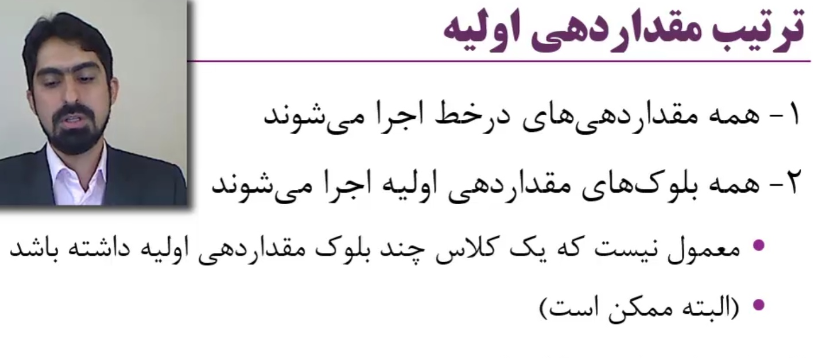 ترتیب مقداردهی اولیه
۱- همه مقداردهی‌های درخط اجرا می‌شوند
۲- همه بلوک‌های مقداردهی اولیه اجرا می‌شوند
• معمول نیست که یک کلاس چند بلوک مقداردهی اولیه داشته باشد
• (البته ممکن است)